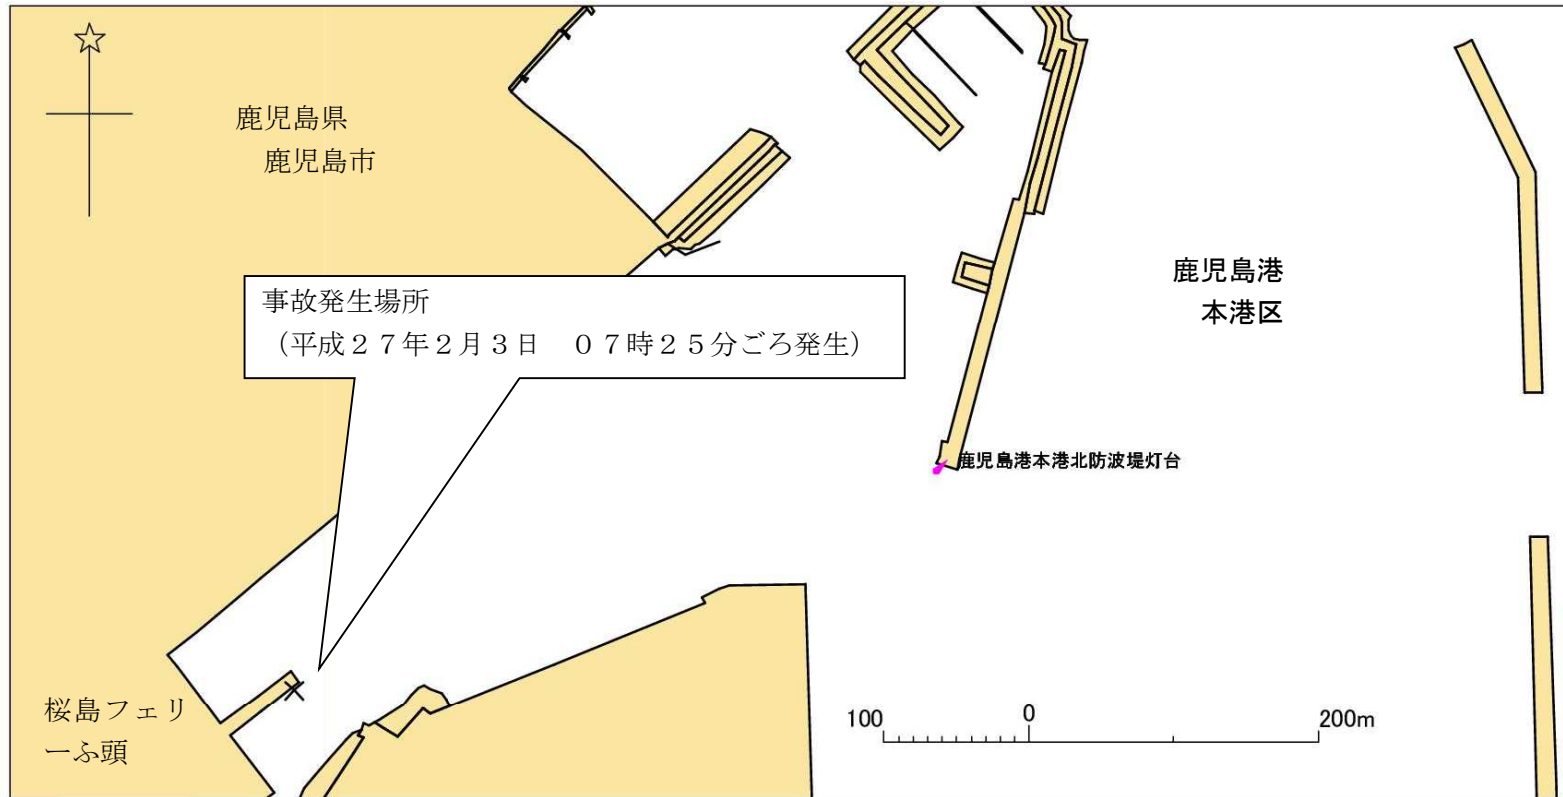 鹿児島県
鹿児島市
事故発生場所
(平成２７年２月３日　０７時２５分ごろ発生)
鹿児島港
本港区
鹿児島港本港北防波堤灯台
桜島フェリ
ーふ頭
100 0 200m